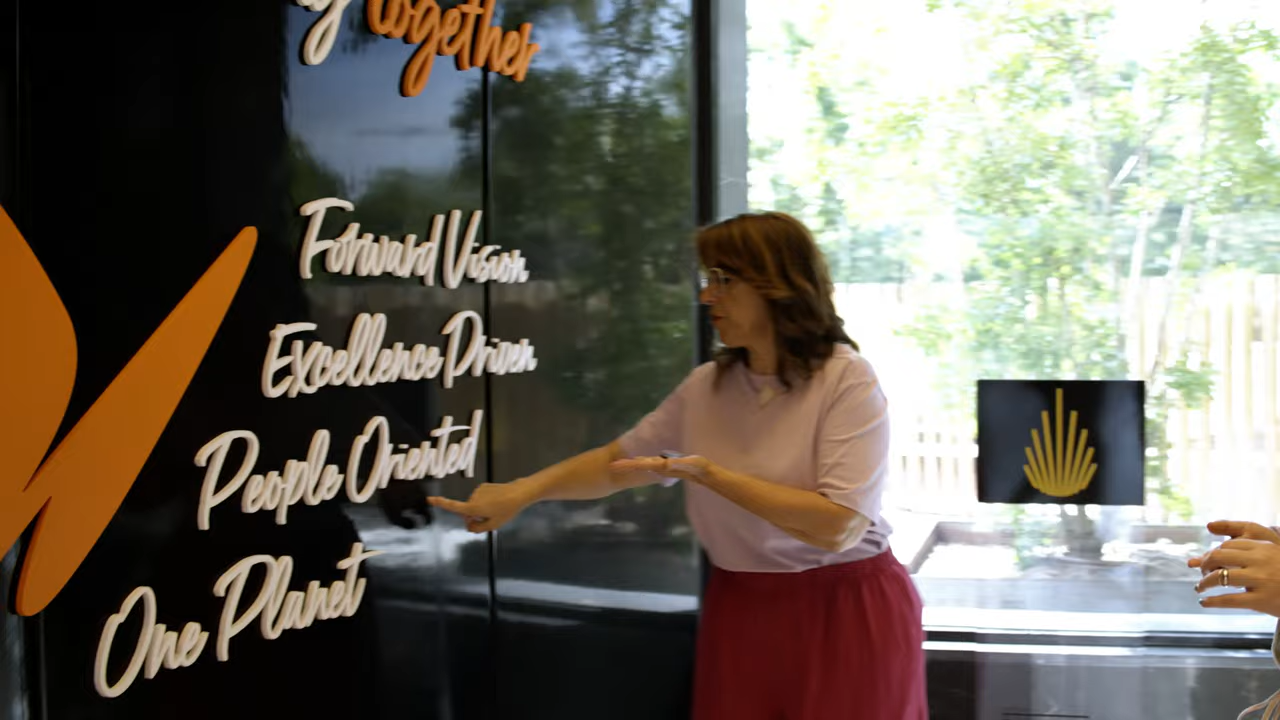 together
Forward Vision
Excellence Driven
People Oriented
One Planet